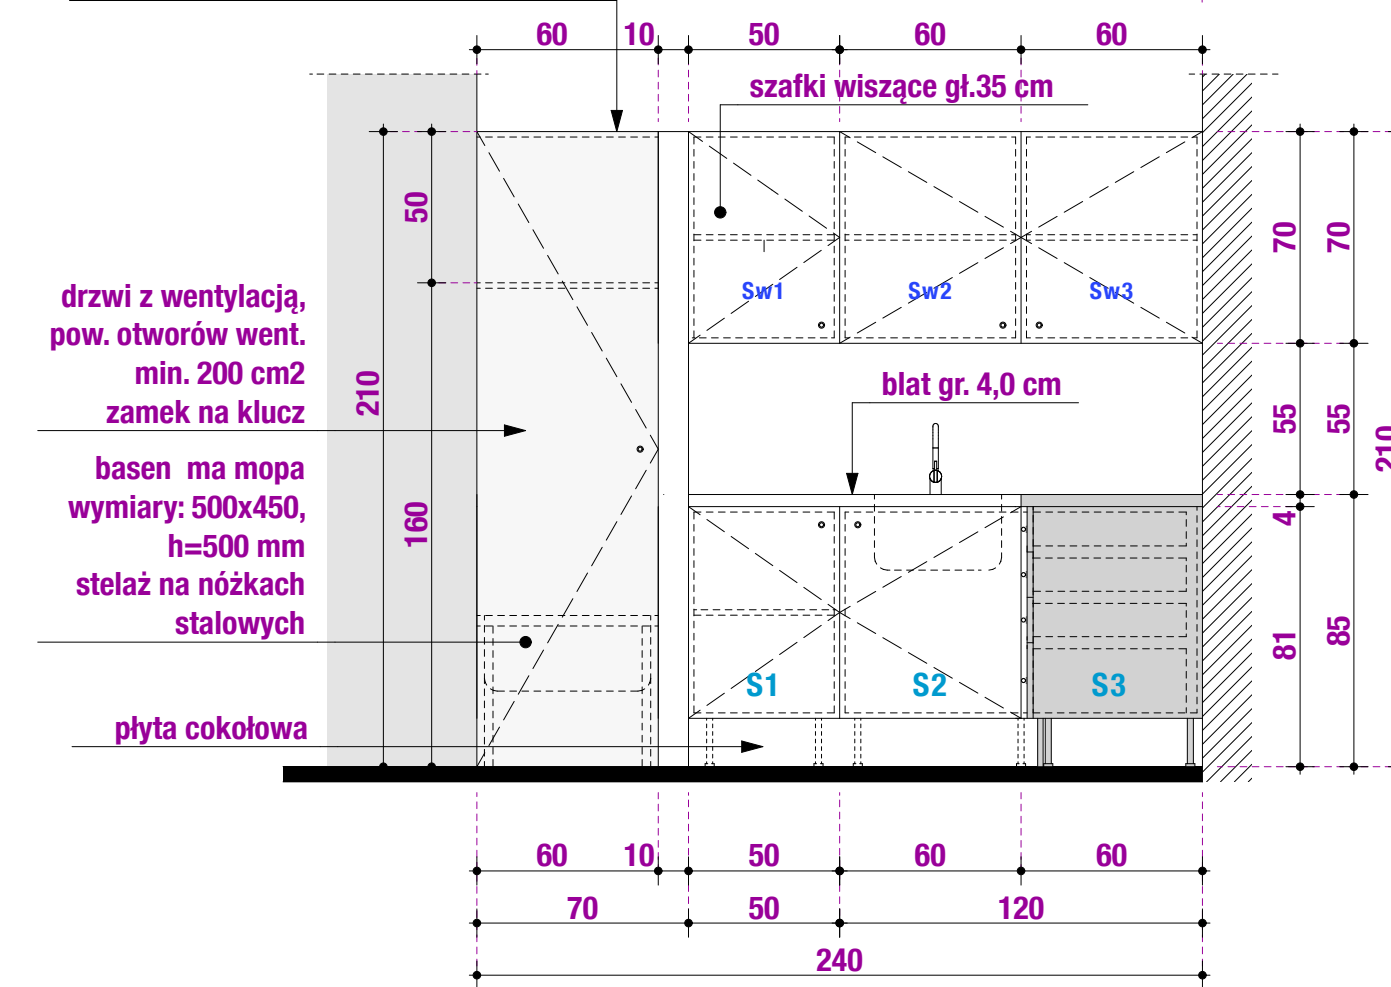 60 10 50 60 60
szafki wiszące gł.35 cm
50
70 70
drzwi z wentylacją,
pow. otworów went.
min. 200 cm2
zamek na klucz
Sw1 Sw2 Sw3
210
blat gr. 4,0 cm
55 55
210
basen  ma mopa
wymiary: 500x450,
h=500 mm
stelaż na nóżkach
stalowych
160
4
81 85
S1 S2 S3
płyta cokołowa
60 10 50 60 60
70 50 120
240